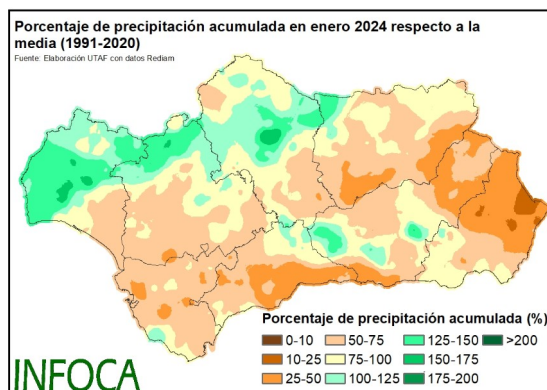 Porcentaje de precipitación acumulada en enero 2024 respecto a la
media (1991-2020)
Fuente: Elaboración UTAF con datos Rediam
Porcentaje de precipitación acumulada (%)
0-10 50-75 125-150 >200
10-25 75-100 150-175
25-50 100-125 175-200
INFOCA